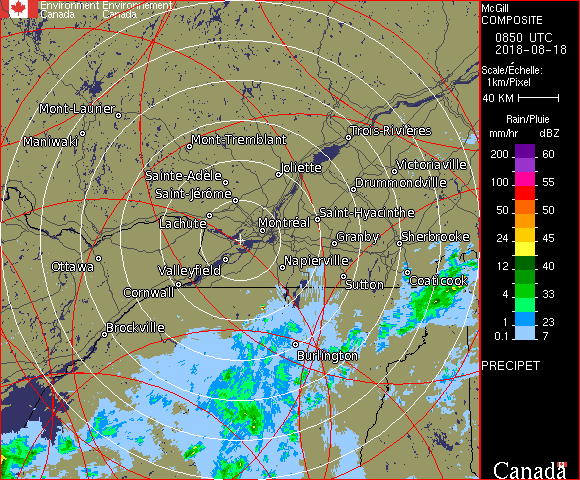 Environment Environnement
Canada Canada
McGill
COMPOSITE
0850 UTC
2018-08-18
Scale/Échelle:
1km/Pixel
40 KM
Rain/Pluie
mm/hr dBZ
200 60
150 57
100 55
50 50
24 45
12 40
4 33
1 23
0.1 7
PRECIPET
Canada
Mont-Laurier
Maniwaki
Mont-Tremblant
Trois-Rivières
Sainte-Adèle
Joliette
Victoriaville
Saint-Jérôme
Drummondville
Lachute
Montréal
Saint-Hyacinthe
Granby
Sherbrooke
Ottawa
Valleyfield
Napierville
Cornwall
Sutton
Coaticook
Brockville
Burlington